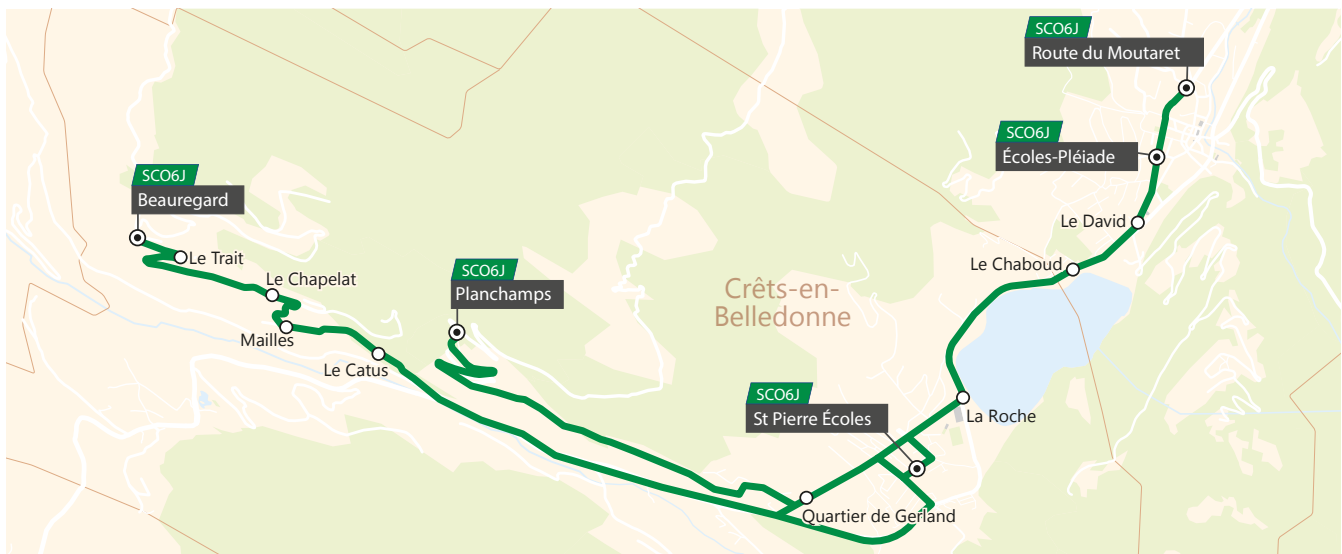 SCO6J
Route du Moutaret
SCO6J
Écoles-Pléiade
SCO6J
Beauregard
Le David
Le Trait
Le Chaboud
SCO6J
Planchamps
Le Chapelat
Crêts-en-
Belledonne
Mailles
Le Catus
SCO6J
St Pierre Écoles
La Roche
Quartier de Gerland